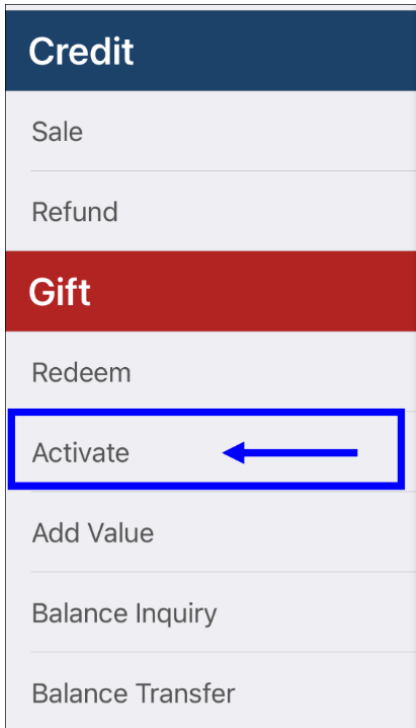 Credit
Sale
Refund
Gift
Redeem
Activate
Add Value
Balance Inquiry
Balance Transfer